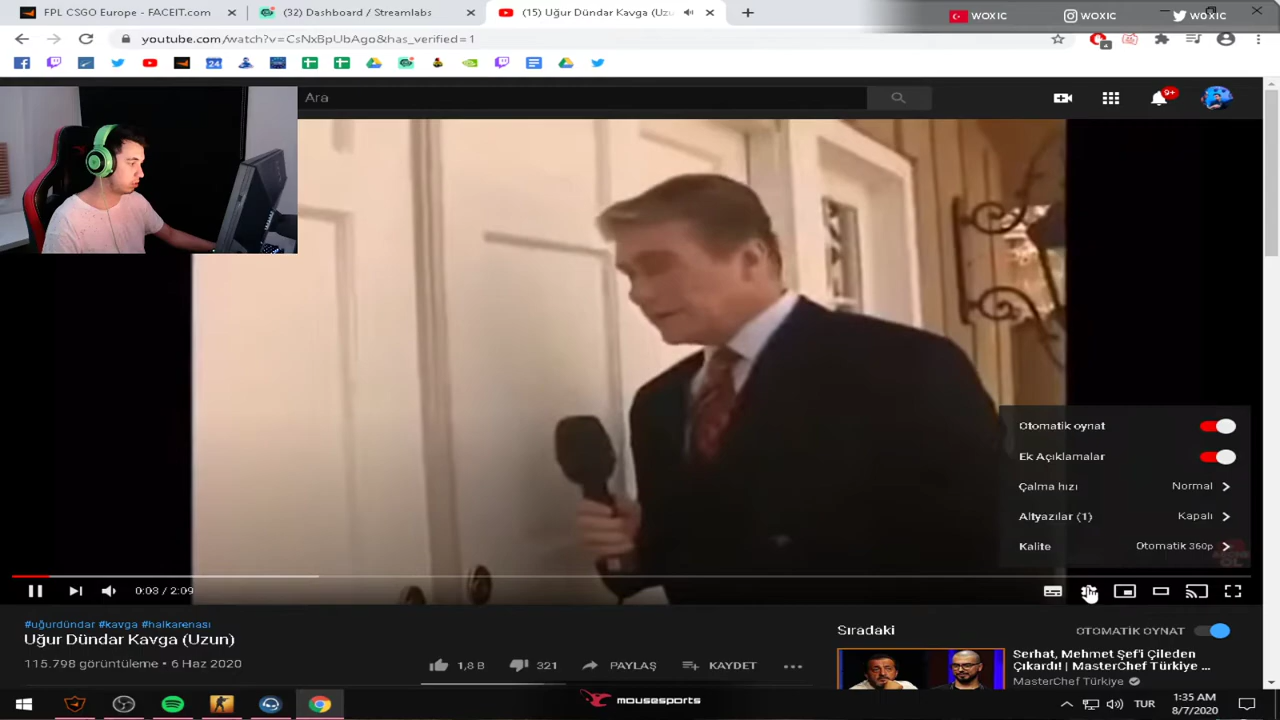 FPL CSGO Europe - FACEIT.com
(32) Dashboard / Streamlabs
(15) Uğur Dündar Kavga (Uzu
WOXIC
WOXIC
WOXIC
youtube.com/watch?v=CsNxBpUbAgo&has_verified=1
24
Ara
9+
Otomatik oynat
Ek Açıklamalar
Çalma hızı Normal
Altyazılar (1) Kapalı
Kalite Otomatik 360p
0:03 / 2:09
#uğurdündar #kavga #halkarenası
Uğur Dündar Kavga (Uzun)
115.798 görüntüleme • 6 Haz 2020
1,8 B
321
PAYLAŞ
KAYDET
Sıradaki
OTOMATİK OYNAT
Serhat, Mehmet Şef'i Çileden
Çıkardı! | MasterChef Türkiye ...
MasterChef Türkiye
mousesports
TUR
1:35 AM
8/7/2020